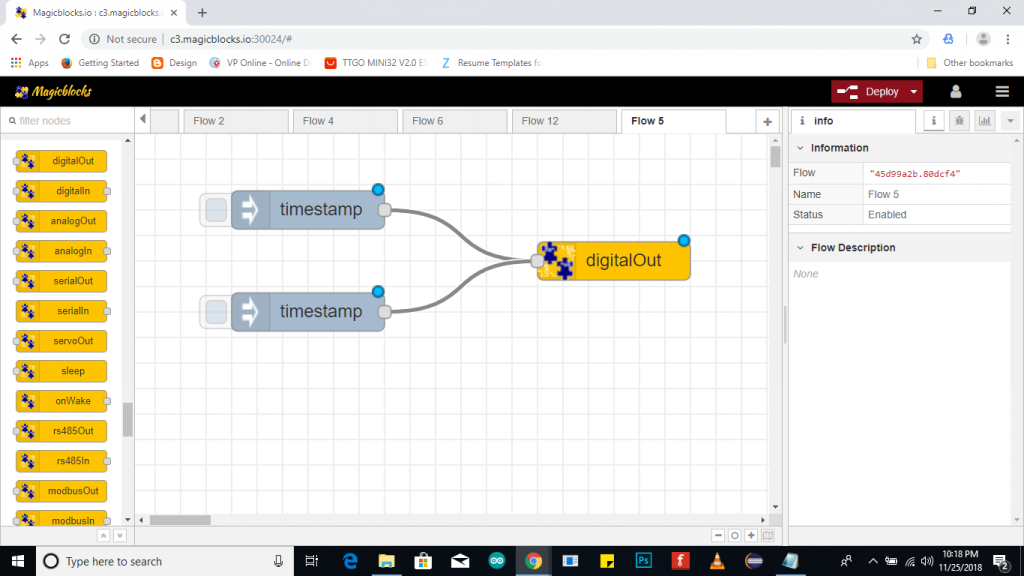 Magicblocks.io : c3.magicblocks.
Not secure
c3.magicblocks.io:30024/#
Apps
Getting Started
Design
VP Online - Online D
TTGO MINI32 V2.0 ES
Resume Templates fo
Other bookmarks
Magicblocks
Deploy
filter nodes
Flow 2
Flow 4
Flow 6
Flow 12
Flow 5
info
digitalOut
digitalIn
analogOut
analogIn
serialOut
serialIn
servoOut
sleep
onWake
rs485Out
rs485In
modbusOut
modbusIn
timestamp
timestamp
digitalOut
Information
Flow "45d99a2b.80dcf4"
Name Flow 5
Status Enabled
Flow Description
None
Type here to search
Ps
10:18 PM
11/25/2018
2